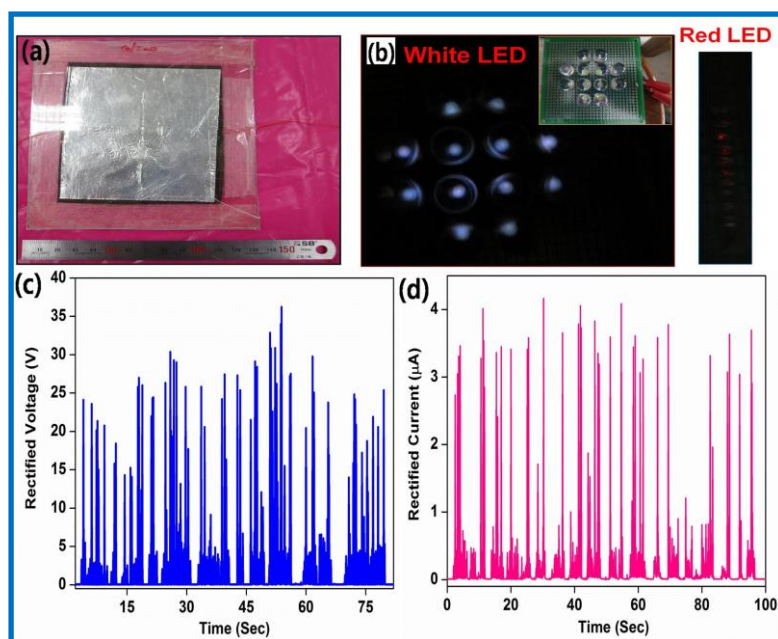 (a)
SB
150
(b)
White LED
Red LED
(c)
Rectified Voltage (V)
40
35
30
25
20
15
10
5
0
15
30
45
60
75
Time (Sec)
(d)
Rectified Current (μA)
4
3
2
1
0
0
20
40
60
80
100
Time (Sec)